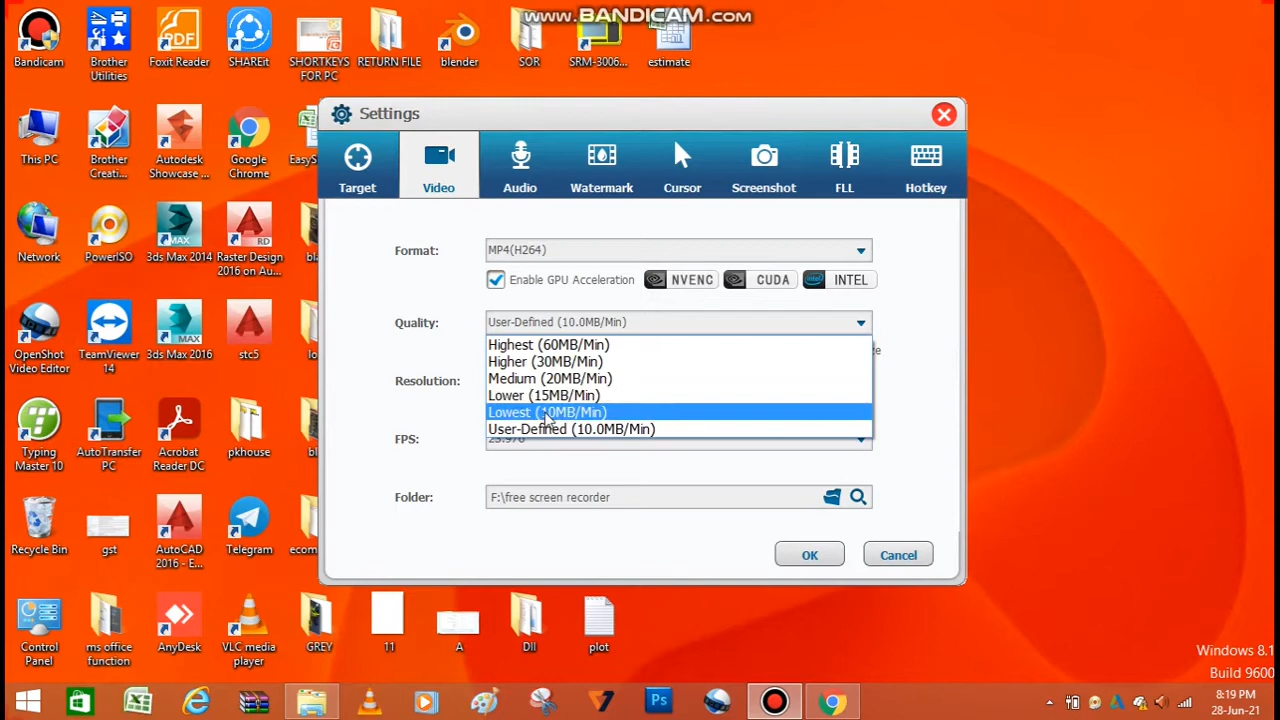 www.BANDICAM.com
Bandicam
Brother Utilities
Foxit Reader
SHAREit
SHORTKEYS FOR PC
RETURN FILE
blender
SOR
SRM-3006...
estimate
This PC
Brother Creati...
Autodesk Showcase ...
Google Chrome
EasyS
Network
PowerISO
3ds Max 2014
Raster Design 2016 on Au...
OpenShot Video Editor
TeamViewer 14
3ds Max 2016
stc5
Typing Master 10
AutoTransfer PC
Acrobat Reader DC
pkhouse
Recycle Bin
gst
AutoCAD 2016 - E...
Telegram
ecom
Control Panel
ms office function
AnyDesk
VLC media player
GREY
11
A
Dll
plot
Settings
Target
Video
Audio
Watermark
Cursor
Screenshot
FLL
Hotkey
Format:
MP4(H264)
Enable GPU Acceleration
NVENC
CUDA
INTEL
Quality:
User-Defined (10.0MB/Min)
Highest (60MB/Min)
Higher (30MB/Min)
Medium (20MB/Min)
Lower (15MB/Min)
Lowest (10MB/Min)
User-Defined (10.0MB/Min)
Resolution:
FPS:
23.976
Folder:
F:\free screen recorder
OK
Cancel
Windows 8.1
Build 9600
8:19 PM
28-Jun-21